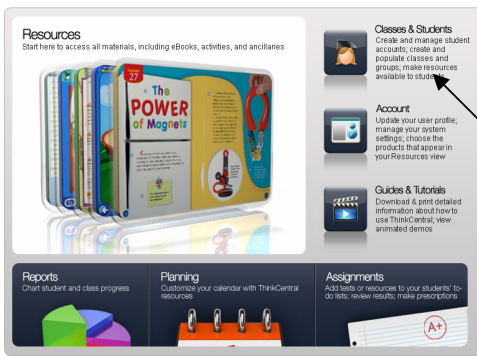 Resources
Start here to access all materials, including eBooks, activities, and ancillaries
27
The
POWER
of Magnets
Classes & Students
Create and manage student
accounts; create and
populate classes and
groups; make resources
available to students
Account
Update your user profile;
manage your system
settings; choose the
products that appear in
your Resources view
Guides & Tutorials
Download & print detailed
information about how to
use ThinkCentral; view
animated demos
Reports
Chart student and class progress
Planning
Customize your calendar with ThinkCentral
resources
Assignments
Add tests or resources to your students' to-
do lists; review results; make prescriptions
A+